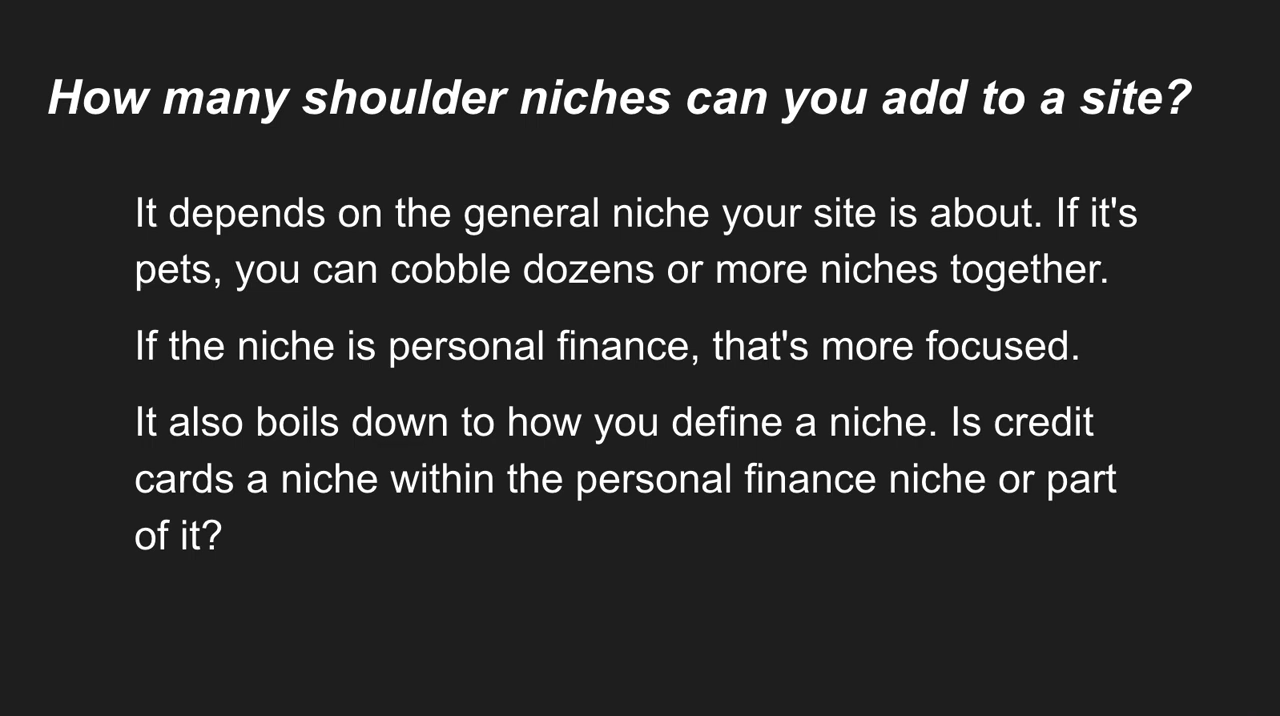 How many shoulder niches can you add to a site?
It depends on the general niche your site is about. If it's
pets, you can cobble dozens or more niches together.
If the niche is personal finance, that's more focused.
It also boils down to how you define a niche. Is credit
cards a niche within the personal finance niche or part
of it?